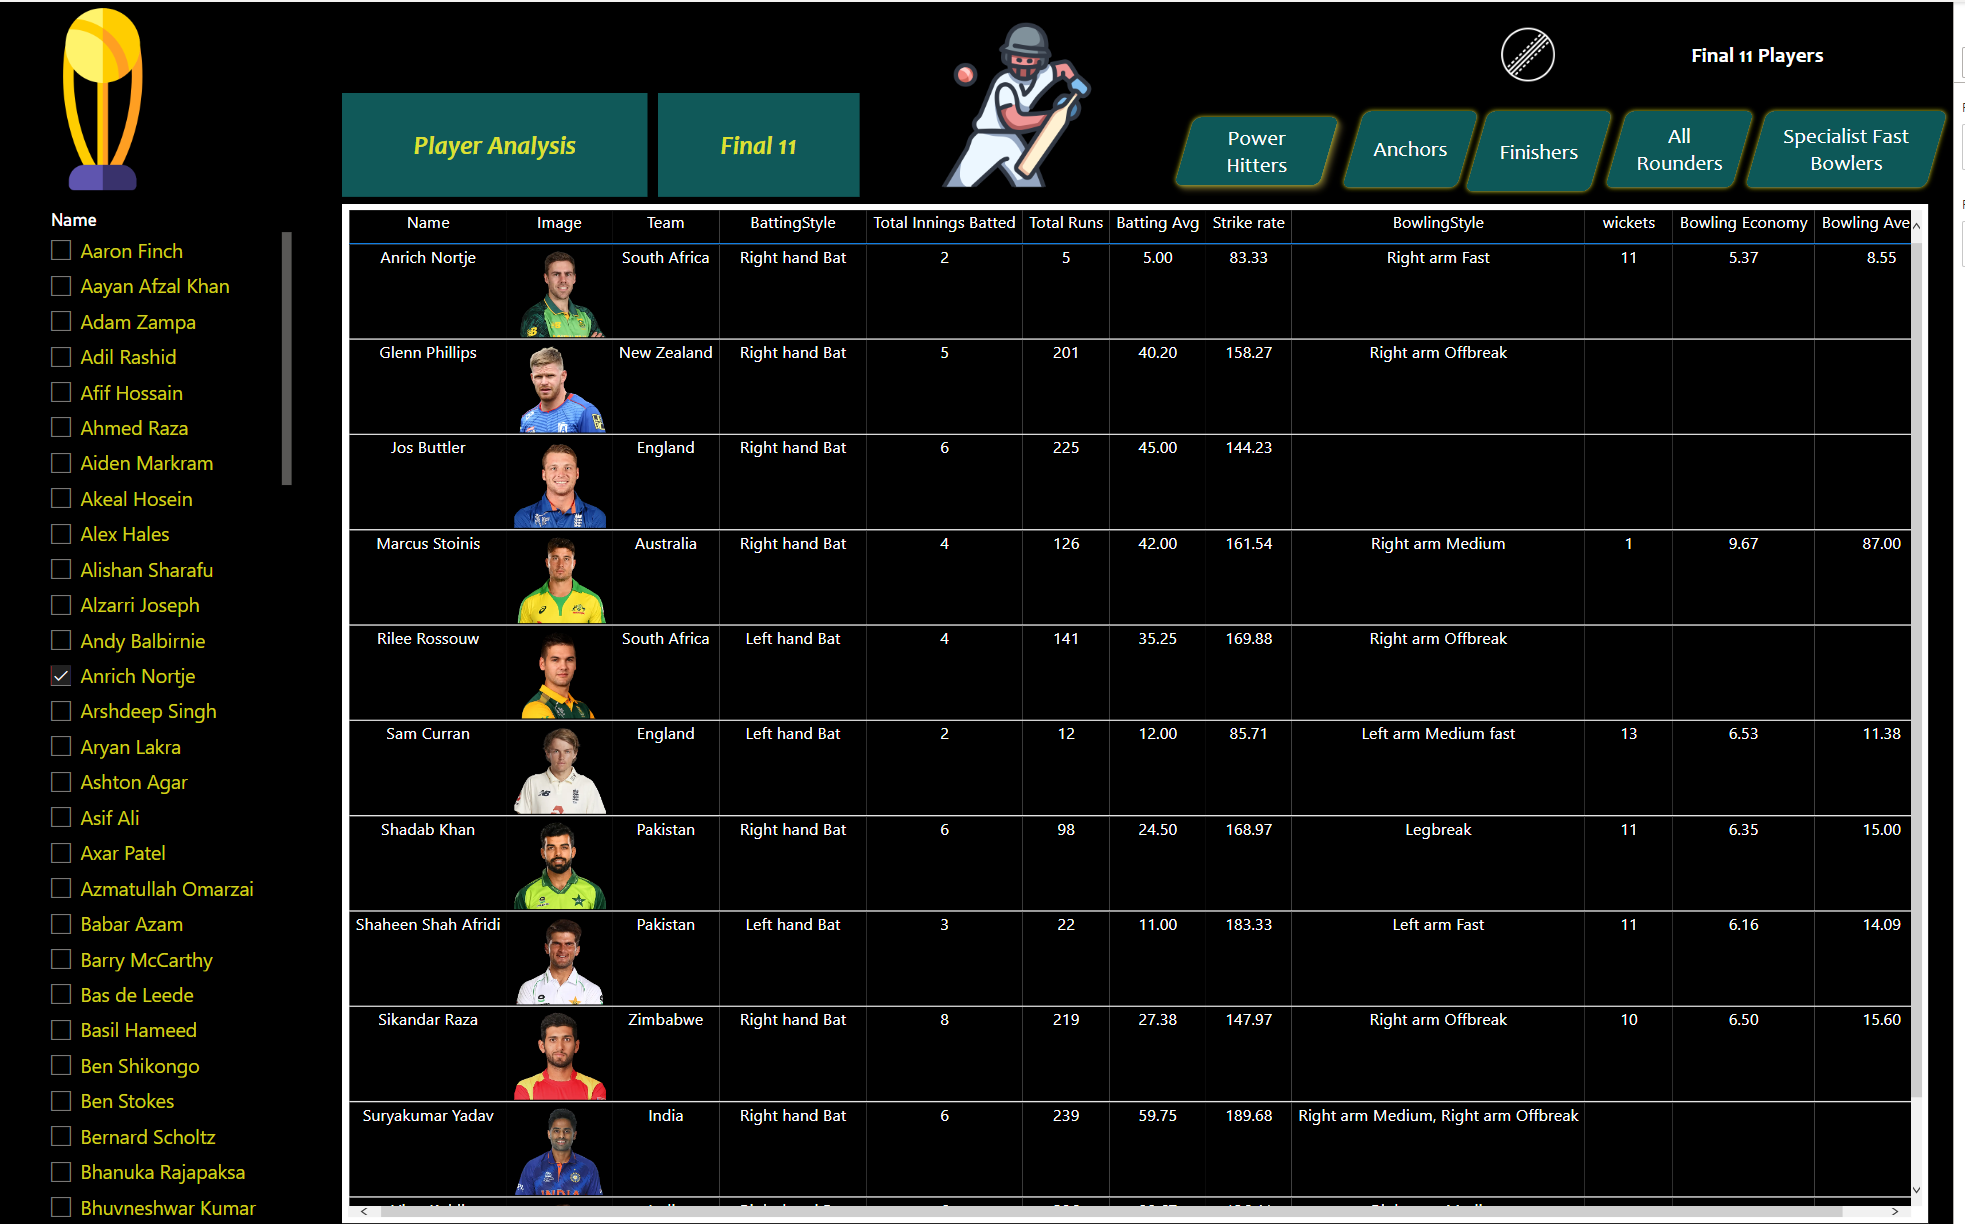 Final 11 Players
Player Analysis
Final 11
Power
Hitters
Anchors
Finishers
All
Rounders
Specialist Fast
Bowlers
Name
Aaron Finch
Aayan Afzal Khan
Adam Zampa
Adil Rashid
Afif Hossain
Ahmed Raza
Aiden Markram
Akeal Hosein
Alex Hales
Alishan Sharafu
Alzarri Joseph
Andy Balbirnie
Anrich Nortje
Arshdeep Singh
Aryan Lakra
Ashton Agar
Asif Ali
Axar Patel
Azmatullah Omarzai
Babar Azam
Barry McCarthy
Bas de Leede
Basil Hameed
Ben Shikongo
Ben Stokes
Bernard Scholtz
Bhanuka Rajapaksa
Bhuvneshwar Kumar
Name Image Team BattingStyle Total Innings Batted Total Runs Batting Avg Strike rate BowlingStyle wickets Bowling Economy Bowling Ave
Anrich Nortje South Africa Right hand Bat 2 5 5.00 83.33 Right arm Fast 11 5.37 8.55
Glenn Phillips New Zealand Right hand Bat 5 201 40.20 158.27 Right arm Offbreak
Jos Buttler England Right hand Bat 6 225 45.00 144.23
Marcus Stoinis Australia Right hand Bat 4 126 42.00 161.54 Right arm Medium 1 9.67 87.00
Rilee Rossouw South Africa Left hand Bat 4 141 35.25 169.88 Right arm Offbreak
Sam Curran England Left hand Bat 2 12 12.00 85.71 Left arm Medium fast 13 6.53 11.38
Shadab Khan Pakistan Right hand Bat 6 98 24.50 168.97 Legbreak 11 6.35 15.00
Shaheen Shah Afridi Pakistan Left hand Bat 3 22 11.00 183.33 Left arm Fast 11 6.16 14.09
Sikandar Raza Zimbabwe Right hand Bat 8 219 27.38 147.97 Right arm Offbreak 10 6.50 15.60
Suryakumar Yadav India Right hand Bat 6 239 59.75 189.68 Right arm Medium, Right arm Offbreak
INDIA